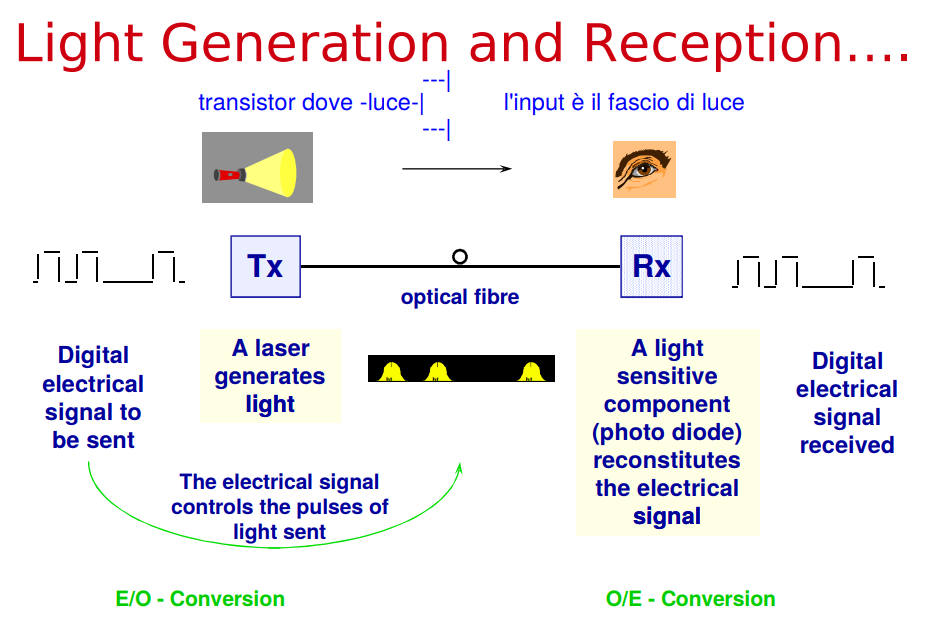 Light Generation and Reception....
---|
transistor dove -luce-|
---|
l'input è il fascio di luce
Tx
Rx
optical fibre
Digital
electrical
signal to
be sent
A laser
generates
light
A light
sensitive
component
(photo diode)
reconstitutes
the electrical
signal
Digital
electrical
signal
received
The electrical signal
controls the pulses of
light sent
E/O - Conversion
O/E - Conversion